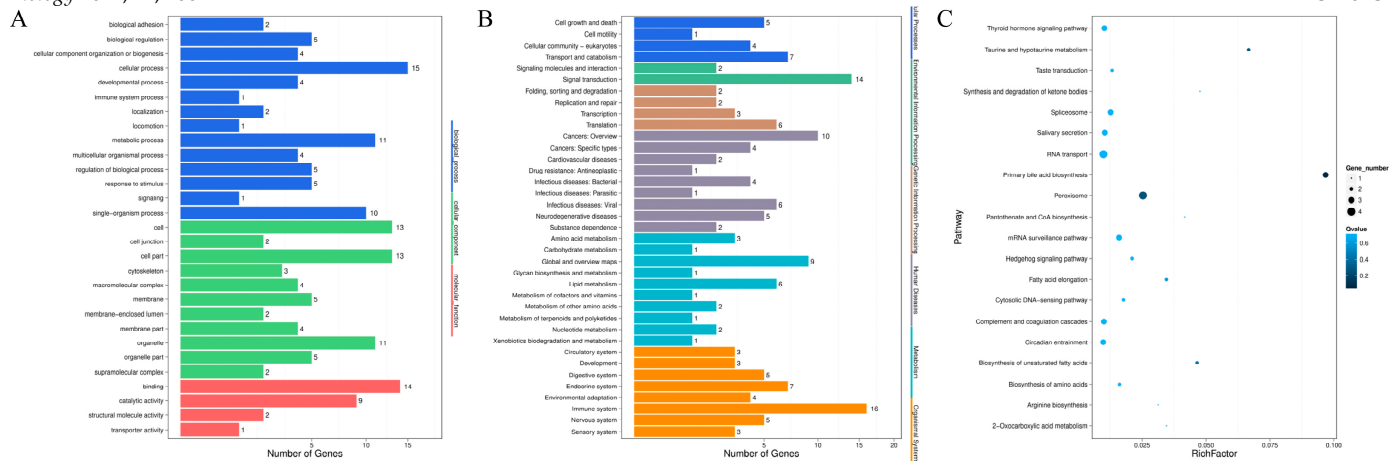 A
biological adhesion 2
biological regulation 5
cellular component organization or biogenesis 4
cellular process 15
developmental process 4
immune system process 1
localization 2
locomotion 1
metabolic process 11
multicellular organismal process 4
regulation of biological process 5
response to stimulus 5
signaling 1
single-organism process 10
cell 13
cell junction 2
cell part 13
cytoskeleton 3
macromolecular complex 4
membrane 5
membrane-enclosed lumen 2
membrane part 4
organelle 11
organelle part 5
supramolecular complex 2
binding 14
catalytic activity 9
structural molecule activity 2
transporter activity 1
5 10 15
Number of Genes
biological_process
cellular_component
molecular_function
B
Cell growth and death 5
Cell motility 1
Cellular community - eukaryotes 4
Transport and catabolism 7
Signaling molecules and interaction 2
Signal transduction 14
Folding, sorting and degradation 2
Replication and repair 2
Transcription 3
Translation 6
Cancers: Overview 10
Cancers: Specific types 4
Cardiovascular diseases 2
Drug resistance: Antineoplastic 1
Infectious diseases: Bacterial 4
Infectious diseases: Parasitic 1
Infectious diseases: Viral 6
Neurodegenerative diseases 5
Substance dependence 2
Amino acid metabolism 3
Carbohydrate metabolism 1
Global and overview maps 9
Glycan biosynthesis and metabolism 1
Lipid metabolism 6
Metabolism of cofactors and vitamins 1
Metabolism of other amino acids 2
Metabolism of terpenoids and polyketides 1
Nucleotide metabolism 2
Xenobiotics biodegradation and metabolism 1
Circulatory system 3
Development 3
Digestive system 5
Endocrine system 7
Environmental adaptation 4
Immune system 16
Nervous system 5
Sensory system 3
5 10 15 20
Number of Genes
Processes
Environmental Information Processing
Genetic Information Processing
Human Diseases
Metabolism
Organismal System
C
Pathway
Thyroid hormone signaling pathway
Taurine and hypotaurine metabolism
Taste transduction
Synthesis and degradation of ketone bodies
Spliceosome
Salivary secretion
RNA transport
Primary bile acid biosynthesis
Peroxisome
Pantothenate and CoA biosynthesis
mRNA surveillance pathway
Hedgehog signaling pathway
Fatty acid elongation
Cytosolic DNA-sensing pathway
Complement and coagulation cascades
Circadian entrainment
Biosynthesis of unsaturated fatty acids
Biosynthesis of amino acids
Arginine biosynthesis
2-Oxocarboxylic acid metabolism
0.025 0.050 0.075 0.100
RichFactor
Gene_number
1
2
3
4
Qvalue
0.6
0.4
0.2